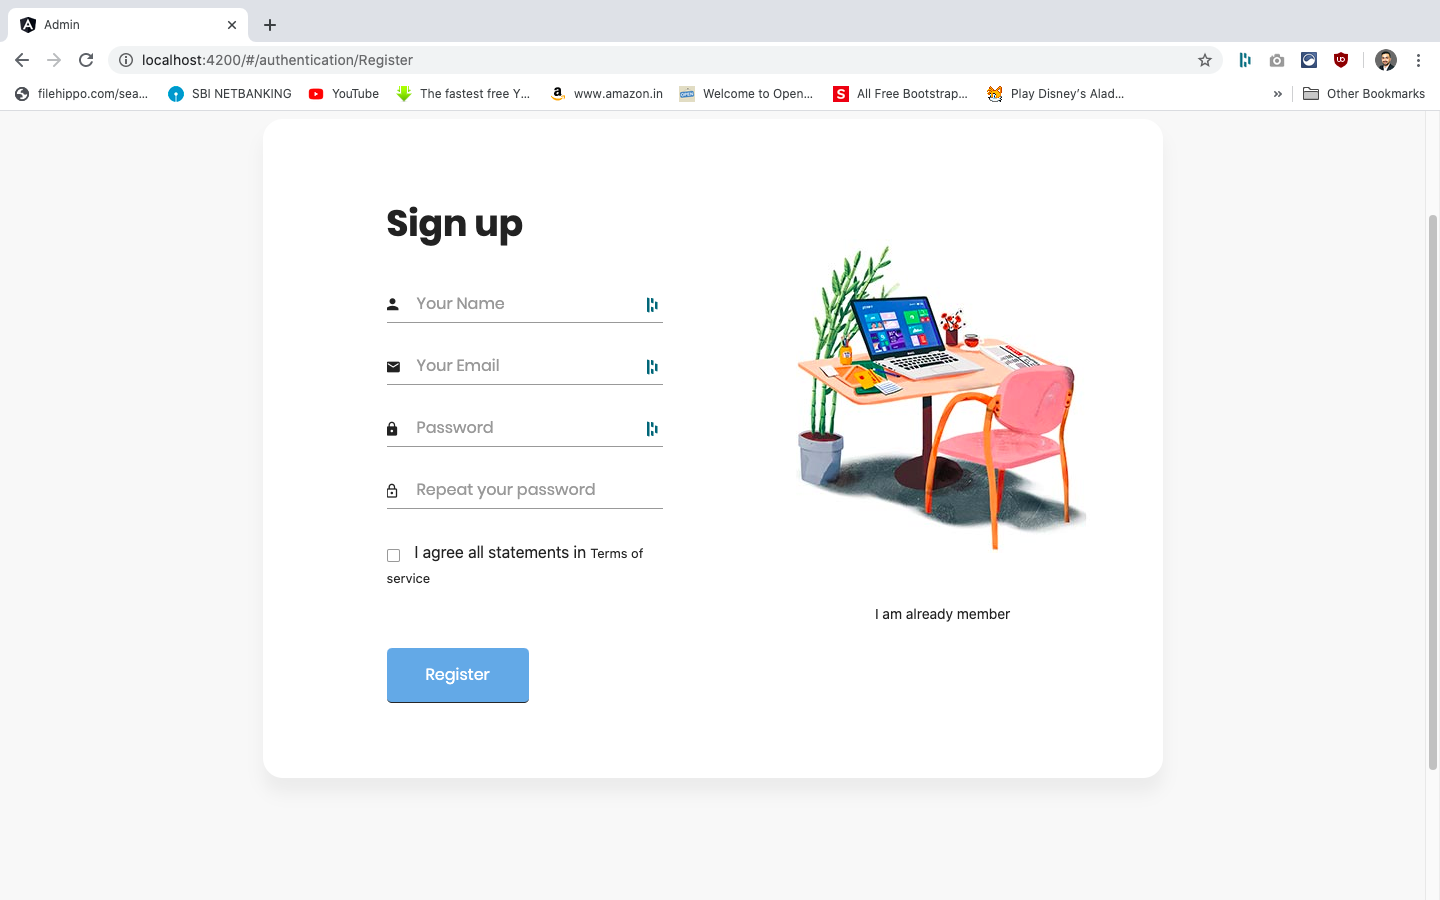 Admin
localhost:4200/#/authentication/Register
filehippo.com/sea... SBI NETBANKING YouTube The fastest free Y... www.amazon.in Welcome to Open... All Free Bootstrap... Play Disney's Alad... » Other Bookmarks
Sign up
Your Name
Your Email
Password
Repeat your password
I agree all statements in Terms of
service
I am already member
Register